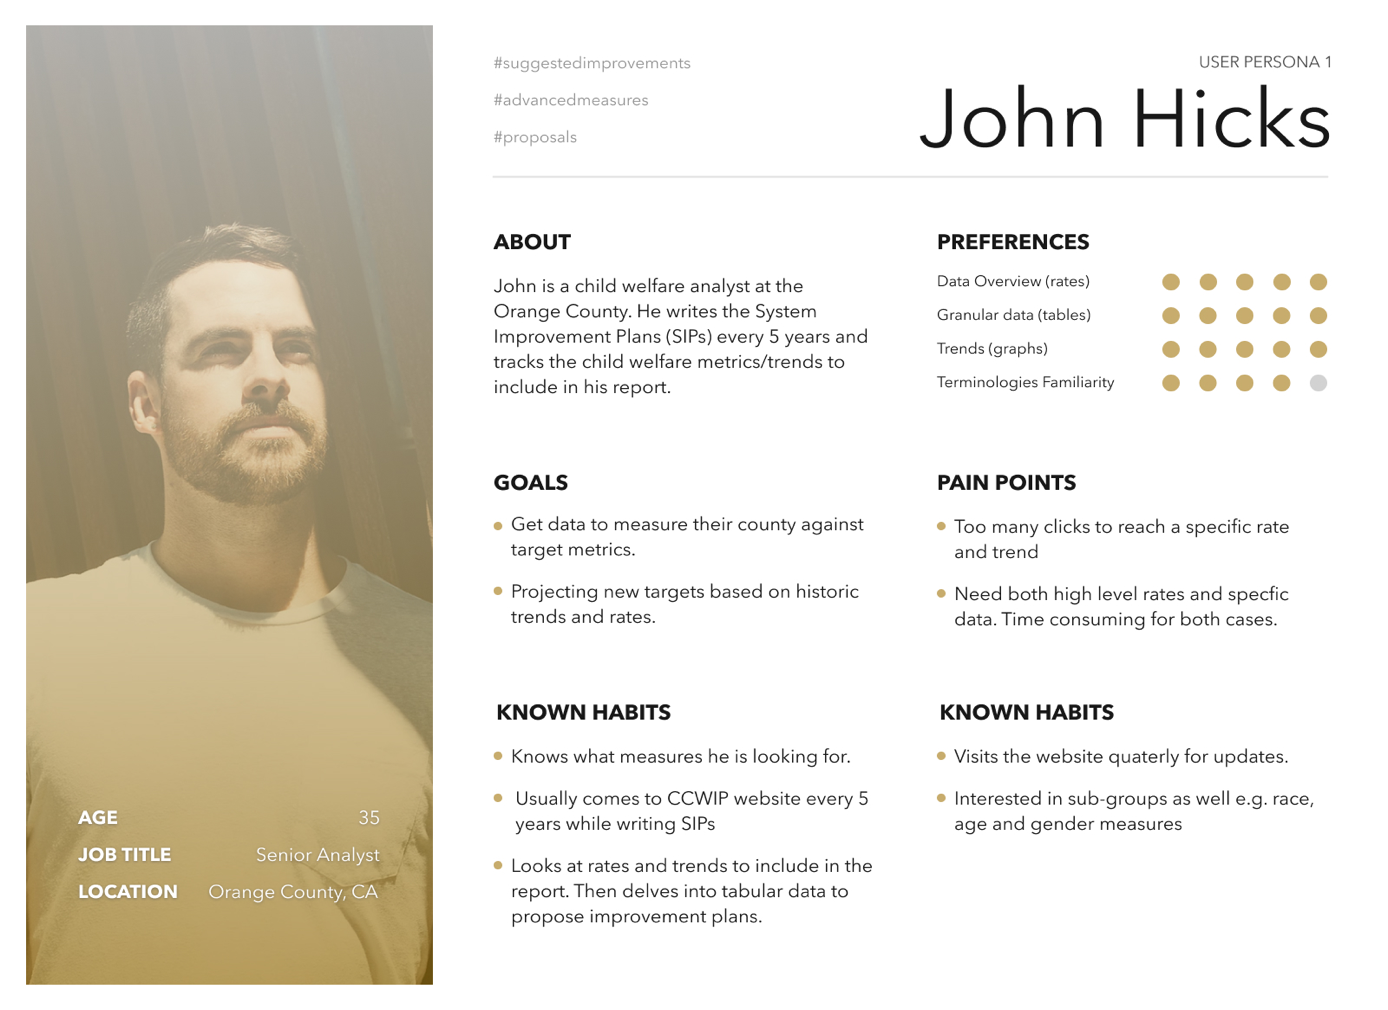 #suggestedimprovements
#advancedmeasures
#proposals
USER PERSONA 1
John Hicks
ABOUT
John is a child welfare analyst at the
Orange County. He writes the System
Improvement Plans (SIPs) every 5 years and
tracks the child welfare metrics/trends to
include in his report.
PREFERENCES
Data Overview (rates)
Granular data (tables)
Trends (graphs)
Terminologies Familiarity
GOALS
Get data to measure their county against
target metrics.
Projecting new targets based on historic
trends and rates.
PAIN POINTS
Too many clicks to reach a specific rate
and trend
Need both high level rates and specfic
data. Time consuming for both cases.
KNOWN HABITS
Knows what measures he is looking for.
Usually comes to CCWIP website every 5
years while writing SIPs
Looks at rates and trends to include in the
report. Then delves into tabular data to
propose improvement plans.
KNOWN HABITS
Visits the website quaterly for updates.
Interested in sub-groups as well e.g. race,
age and gender measures
AGE 35
JOB TITLE Senior Analyst
LOCATION Orange County, CA